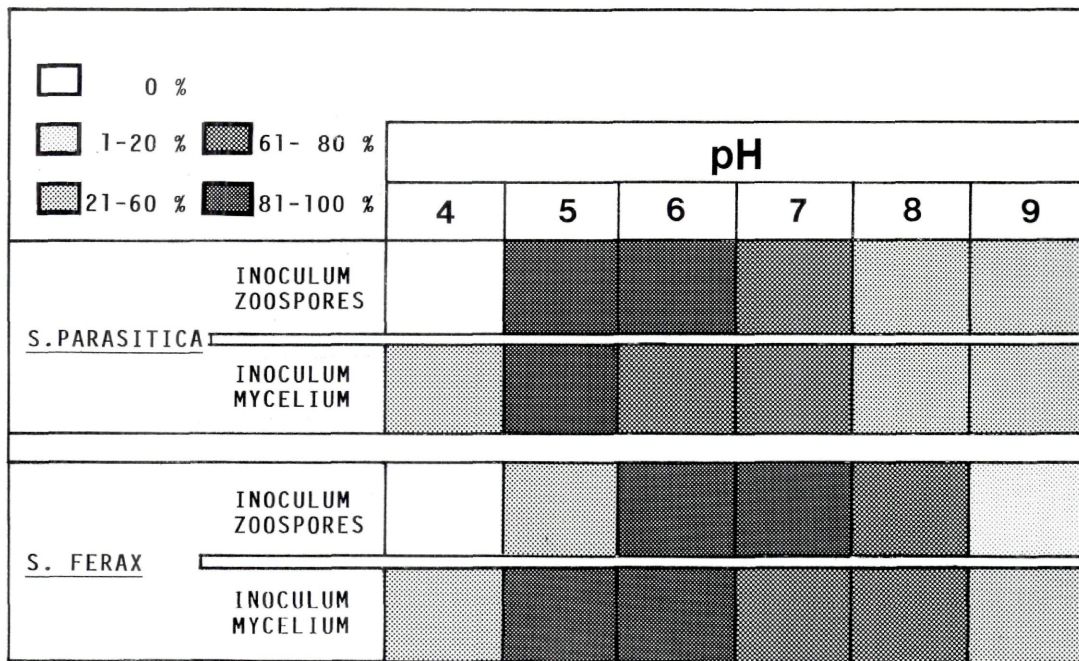 0 %
1-20 % 61- 80 %
21-60 % 81-100 %
pH
4 5 6 7 8 9
INOCULUM
ZOOSPORES
S.PARASITICA
INOCULUM
MYCELIUM
INOCULUM
ZOOSPORES
S. FERAX
INOCULUM
MYCELIUM